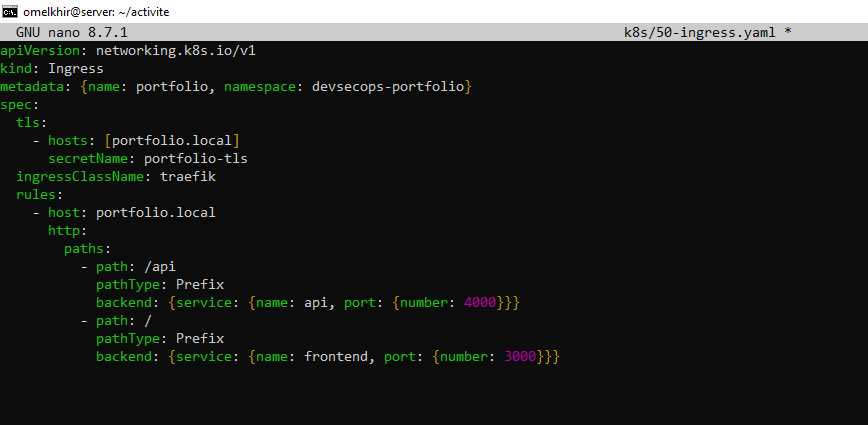 omelkhir@server: ~/activite
GNU nano 8.7.1 k8s/50-ingress.yaml *
apiVersion: networking.k8s.io/v1
kind: Ingress
metadata: {name: portfolio, namespace: devsecops-portfolio}
spec:
  tls:
    - hosts: [portfolio.local]
      secretName: portfolio-tls
  ingressClassName: traefik
  rules:
    - host: portfolio.local
      http:
        paths:
          - path: /api
            pathType: Prefix
            backend: {service: {name: api, port: {number: 4000}}}
          - path: /
            pathType: Prefix
            backend: {service: {name: frontend, port: {number: 3000}}}